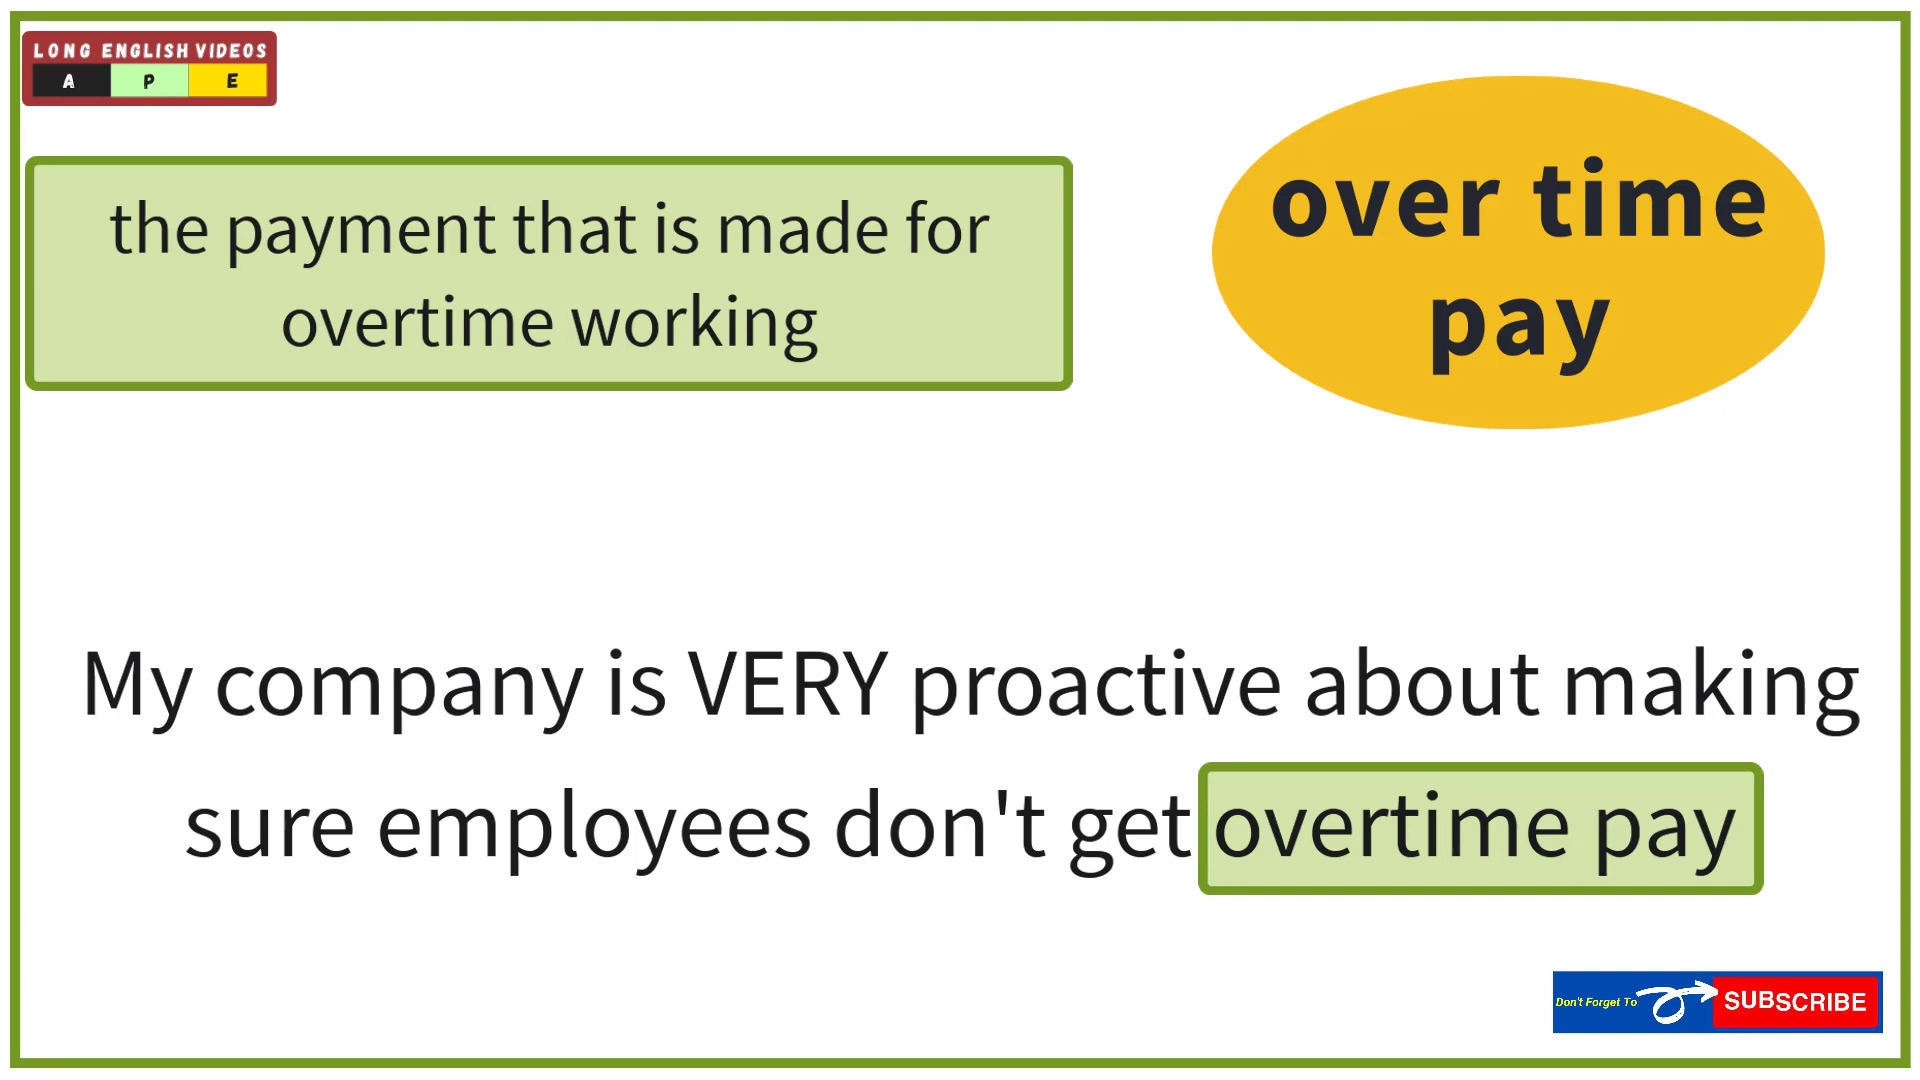 LONG ENGLISH VIDEOS
A P E
the payment that is made for
overtime working
over time
pay
My company is VERY proactive about making
sure employees don't get overtime pay
Don't Forget To SUBSCRIBE